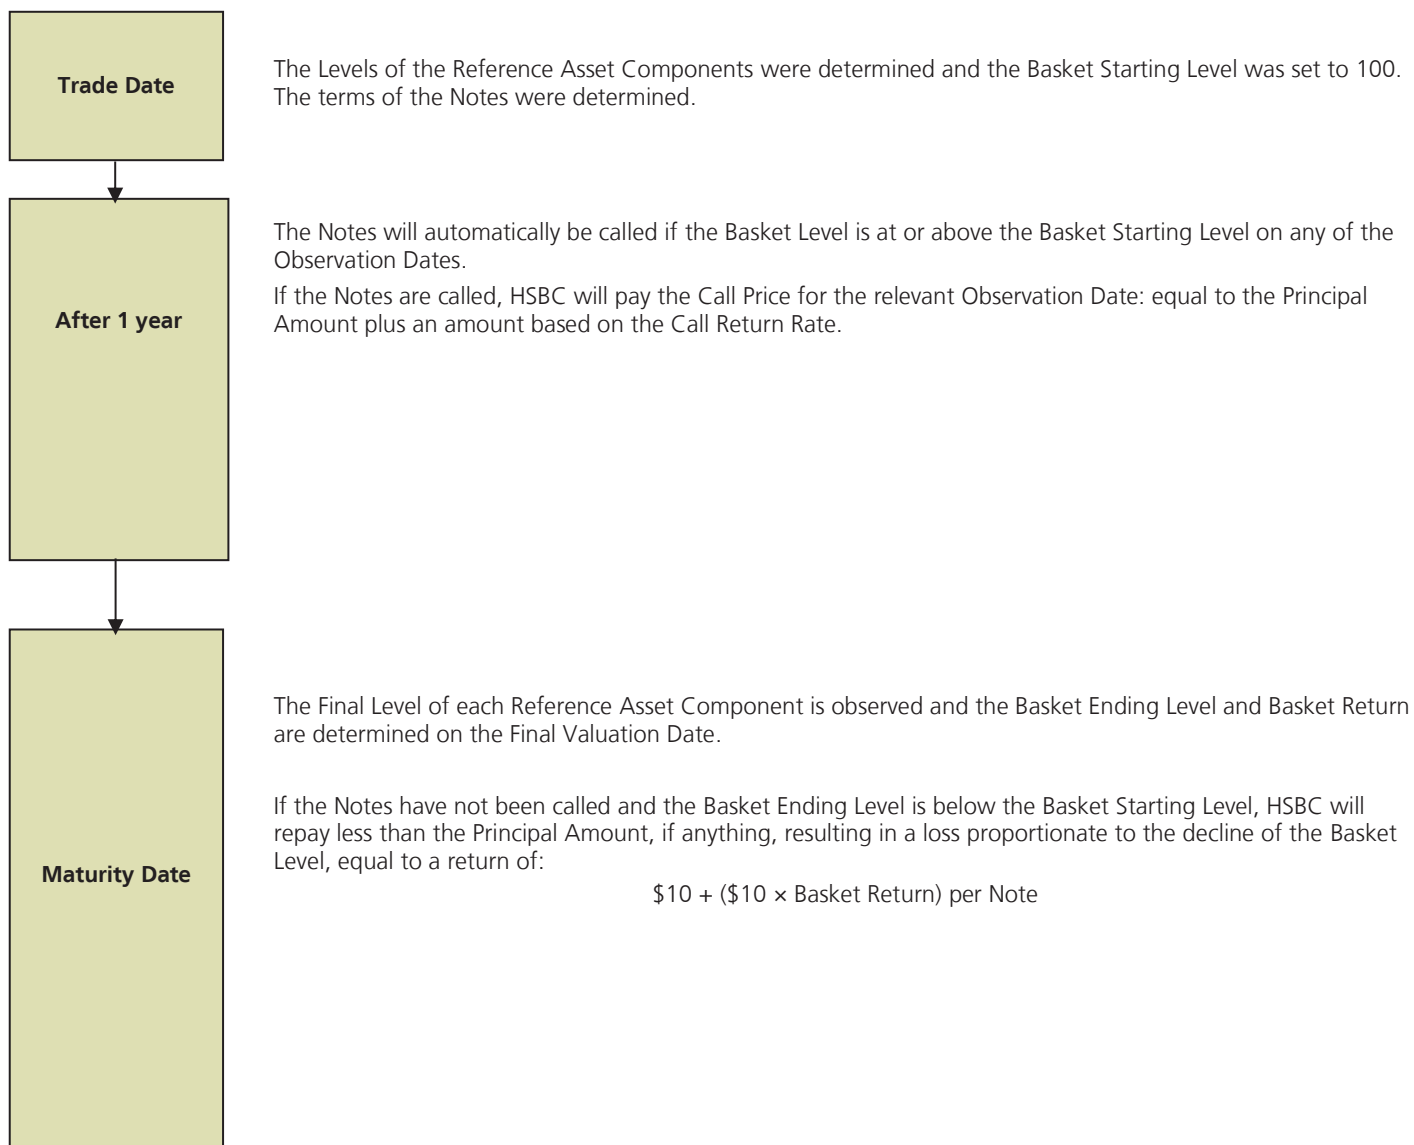 Trade Date
The Levels of the Reference Asset Components were determined and the Basket Starting Level was set to 100.
The terms of the Notes were determined.
After 1 year
The Notes will automatically be called if the Basket Level is at or above the Basket Starting Level on any of the
Observation Dates.
If the Notes are called, HSBC will pay the Call Price for the relevant Observation Date: equal to the Principal
Amount plus an amount based on the Call Return Rate.
Maturity Date
The Final Level of each Reference Asset Component is observed and the Basket Ending Level and Basket Return
are determined on the Final Valuation Date.
If the Notes have not been called and the Basket Ending Level is below the Basket Starting Level, HSBC will
repay less than the Principal Amount, if anything, resulting in a loss proportionate to the decline of the Basket
Level, equal to a return of:
$10 + ($10 × Basket Return) per Note